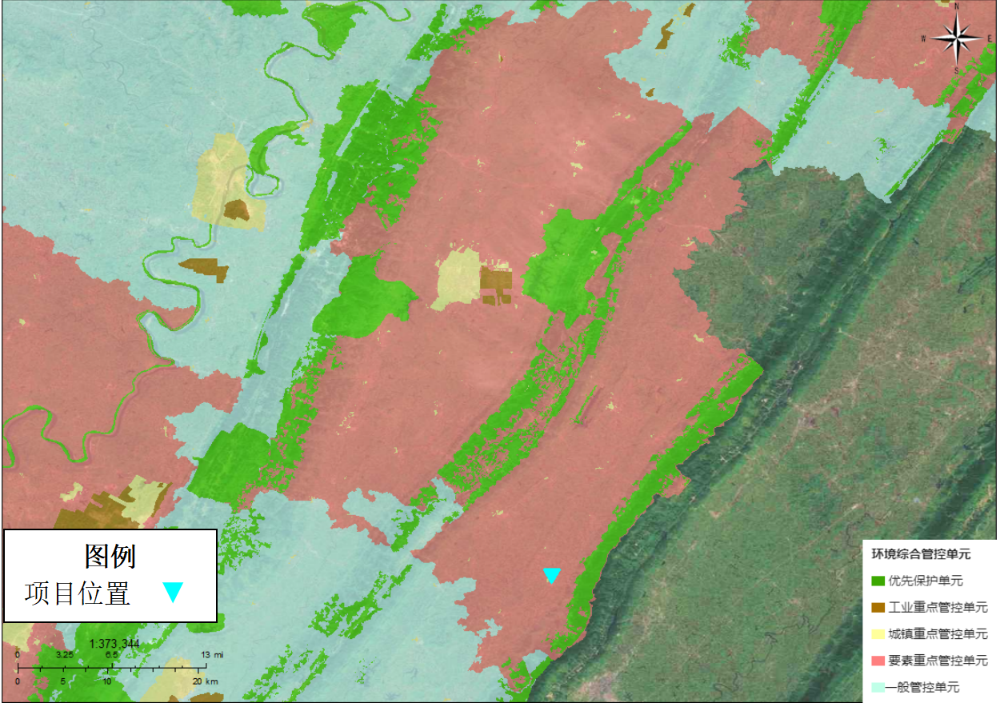 N
W
E
S
图例
项目位置
1:373,344
0 3.25 6.5 13 mi
0 5 10 20 km
环境综合管控单元
优先保护单元
工业重点管控单元
城镇重点管控单元
要素重点管控单元
一般管控单元